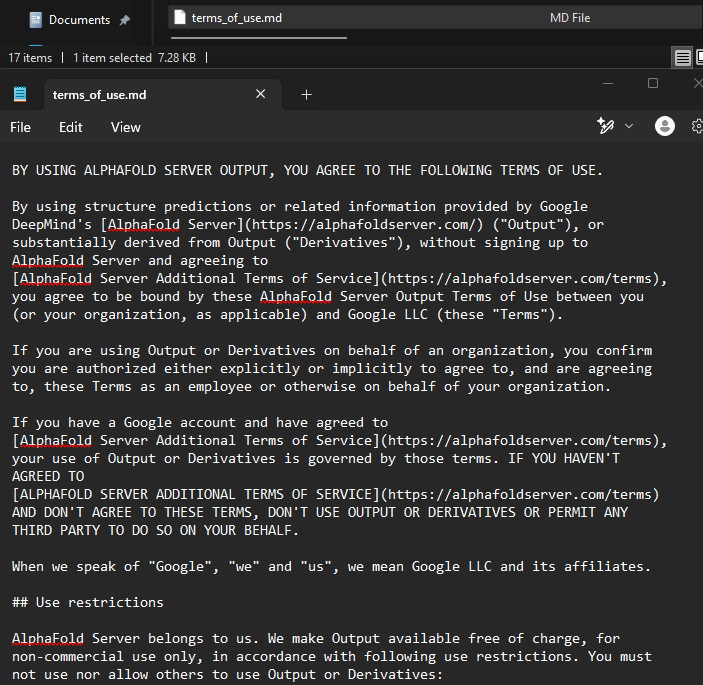 Documents
terms_of_use.md MD File
17 items | 1 item selected 7.28 KB |
terms_of_use.md
File Edit View
BY USING ALPHAFOLD SERVER OUTPUT, YOU AGREE TO THE FOLLOWING TERMS OF USE.
By using structure predictions or related information provided by Google
DeepMind's [AlphaFold Server](https://alphafoldserver.com/) ("Output"), or
substantially derived from Output ("Derivatives"), without signing up to
AlphaFold Server and agreeing to
[AlphaFold Server Additional Terms of Service](https://alphafoldserver.com/terms),
you agree to be bound by these AlphaFold Server Output Terms of Use between you
(or your organization, as applicable) and Google LLC (these "Terms").
If you are using Output or Derivatives on behalf of an organization, you confirm
you are authorized either explicitly or implicitly to agree to, and are agreeing
to, these Terms as an employee or otherwise on behalf of your organization.
If you have a Google account and have agreed to
[AlphaFold Server Additional Terms of Service](https://alphafoldserver.com/terms),
your use of Output or Derivatives is governed by those terms. IF YOU HAVEN'T
AGREED TO
[ALPHAFOLD SERVER ADDITIONAL TERMS OF SERVICE](https://alphafoldserver.com/terms)
AND DON'T AGREE TO THESE TERMS, DON'T USE OUTPUT OR DERIVATIVES OR PERMIT ANY
THIRD PARTY TO DO SO ON YOUR BEHALF.
When we speak of "Google", "we" and "us", we mean Google LLC and its affiliates.
## Use restrictions
AlphaFold Server belongs to us. We make Output available free of charge, for
non-commercial use only, in accordance with following use restrictions. You must
not use nor allow others to use Output or Derivatives: